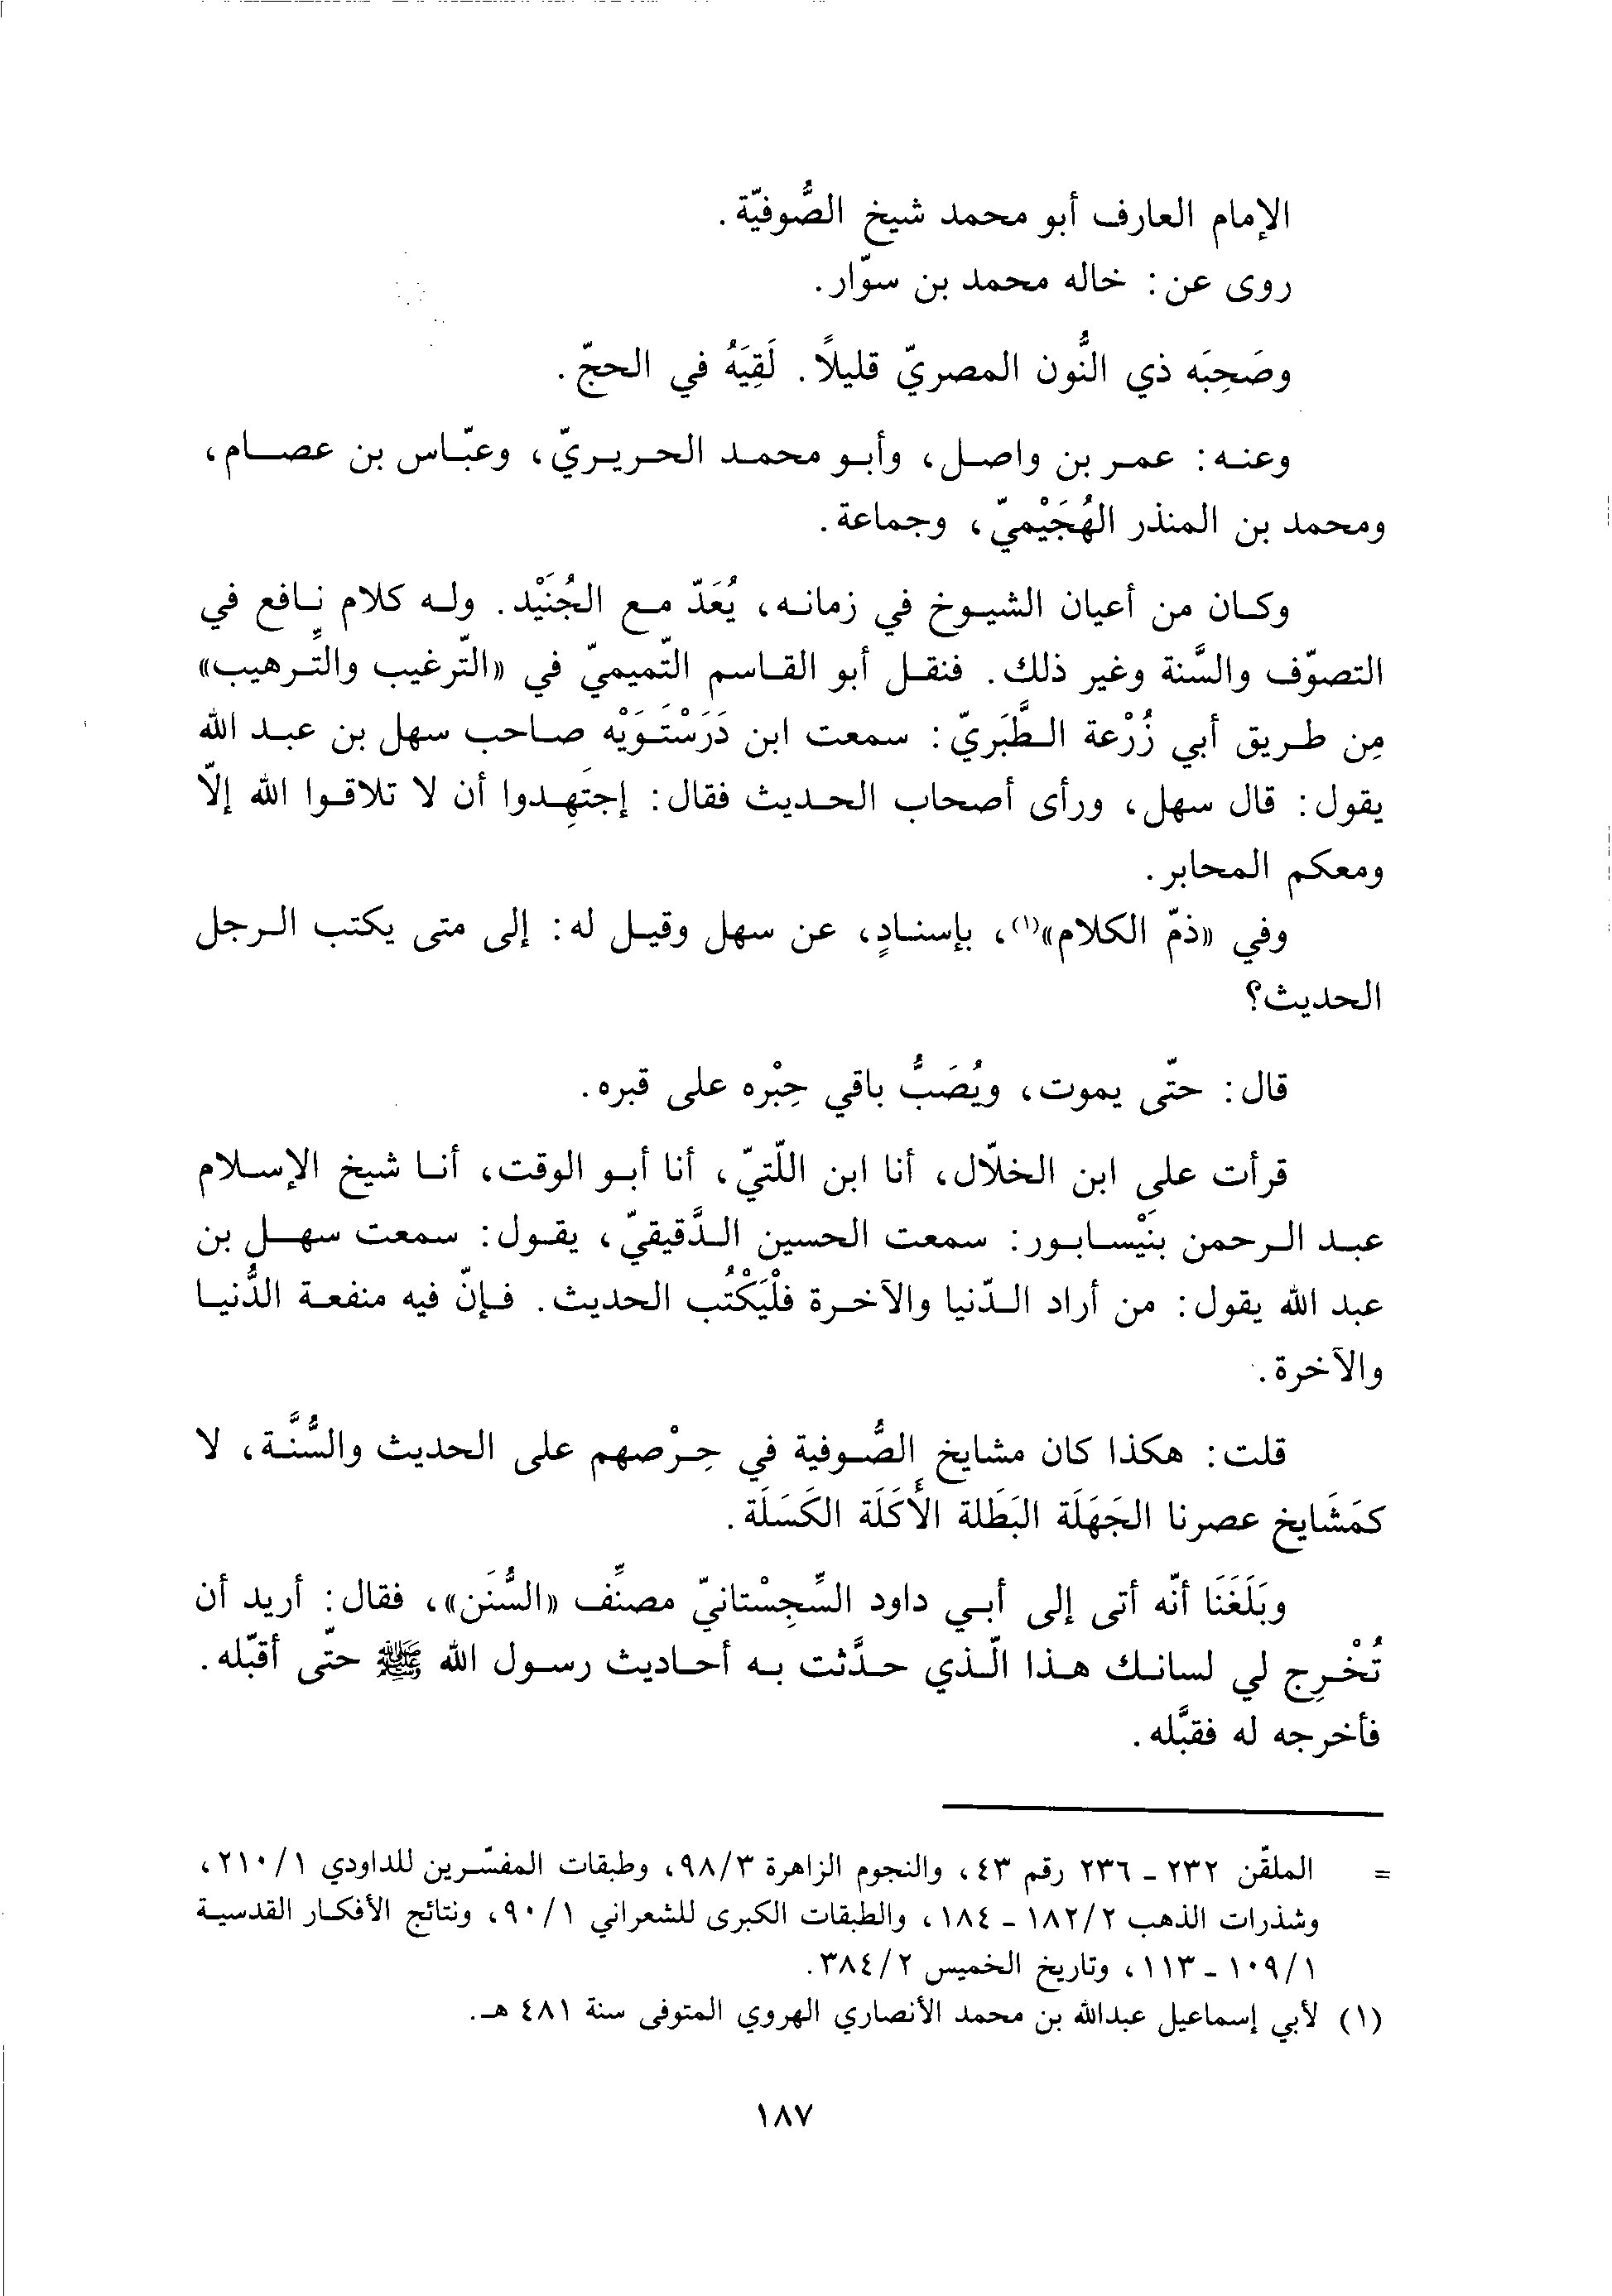 الإمام العارف أبو محمد شيخ الصُّوفيّة.
روى عن: خاله محمد بن سوّار.
وصَحِبَه ذي النُّون المصريّ قليلاً. لَقِيَهُ في الحجّ.
وعنه: عمر بن واصل، وأبو محمد الحريريّ، وعبّاس بن عصام،
ومحمد بن المنذر الهُجَيْميّ، وجماعة.
وكان من أعيان الشيوخ في زمانه، يُعَدّ مع الجُنَيْد. وله كلام نافع في
التصوّف والسَّنة وغير ذلك. فنقل أبو القاسم التّميميّ في «التّرغيب والتَّرهيب»
مِن طريق أبي زُرْعة الطَّبَريّ: سمعت ابن دَرَسْتَوَيْه صاحب سهل بن عبد الله
يقول: قال سهل، ورأى أصحاب الحديث فقال: إجتَهِدوا أن لا تلاقوا الله إلاّ
ومعكم المحابر.
وفي «ذمّ الكلام»(١)، بإسنادٍ، عن سهل وقيل له: إلى متى يكتب الرجل
الحديث؟
قال: حتّى يموت، ويُصَبُّ باقي حِبْره على قبره.
قرأت على ابن الخلّال، أنا ابن اللّتيّ، أنا أبو الوقت، أنا شيخ الإسلام
عبد الرحمن بنَيْسابور: سمعت الحسين الدَّقيقيّ، يقول: سمعت سهل بن
عبد الله يقول: من أراد الدّنيا والآخرة فلْيَكْتُب الحديث. فإنّ فيه منفعة الدُّنيا
والآخرة.
قلت: هكذا كان مشايخ الصُّوفية في حِرْصهم على الحديث والسُّنَّة، لا
كمَشَايخ عصرنا الجَهَلَة البَطَلة الأَكَلَة الكَسَلَة.
وبَلَغَنَا أنّه أتى إلى أبي داود السِّجِسْتانيّ مصنِّف «السُّنَن»، فقال: أريد أن
تُخْرِج لي لسانك هذا الّذي حدَّثت به أحاديث رسول الله ﷺ حتّى أقبّله.
فأخرجه له فقبَّله.
= الملقّن ٢٣٢ ـ ٢٣٦ رقم ٤٣، والنجوم الزاهرة ٩٨/٣، وطبقات المفسّرين للداودي ٢١٠/١،
وشذرات الذهب ١٨٢/٢ ـ ١٨٤، والطبقات الكبرى للشعراني ٩٠/١، ونتائج الأفكار القدسية
١٠٩/١ ـ ١١٣، وتاريخ الخميس ٣٨٤/٢.
(١) لأبي إسماعيل عبدالله بن محمد الأنصاري الهروي المتوفى سنة ٤٨١ هـ.
١٨٧